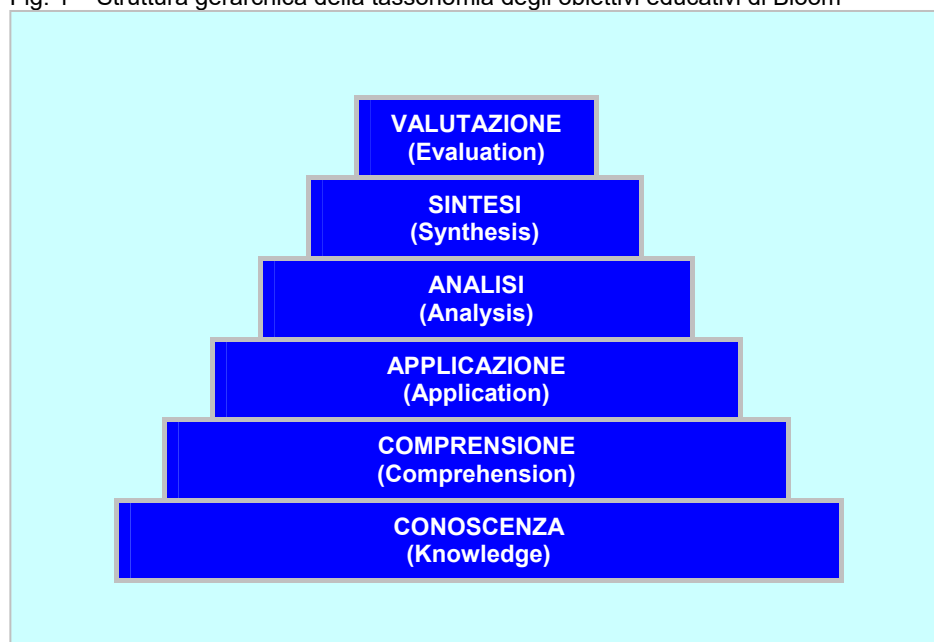 Fig. 1 – Struttura gerarchica della tassonomia degli obiettivi educativi di Bloom
VALUTAZIONE
(Evaluation)
SINTESI
(Synthesis)
ANALISI
(Analysis)
APPLICAZIONE
(Application)
COMPRENSIONE
(Comprehension)
CONOSCENZA
(Knowledge)